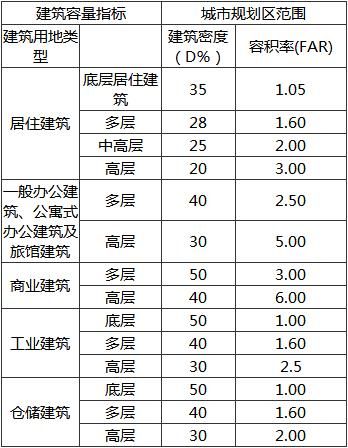 建筑容量指标 城市规划区范围
建筑用地类型 建筑密度（D%） 容积率(FAR)
居住建筑 底层居住建筑 35 1.05
多层 28 1.60
中高层 25 2.00
高层 20 3.00
一般办公建筑、公寓式办公建筑及旅馆建筑 多层 40 2.50
高层 30 5.00
商业建筑 多层 50 3.00
高层 40 6.00
工业建筑 底层 50 1.00
多层 40 1.60
高层 30 2.5
仓储建筑 底层 50 1.00
多层 40 1.60
高层 30 2.00